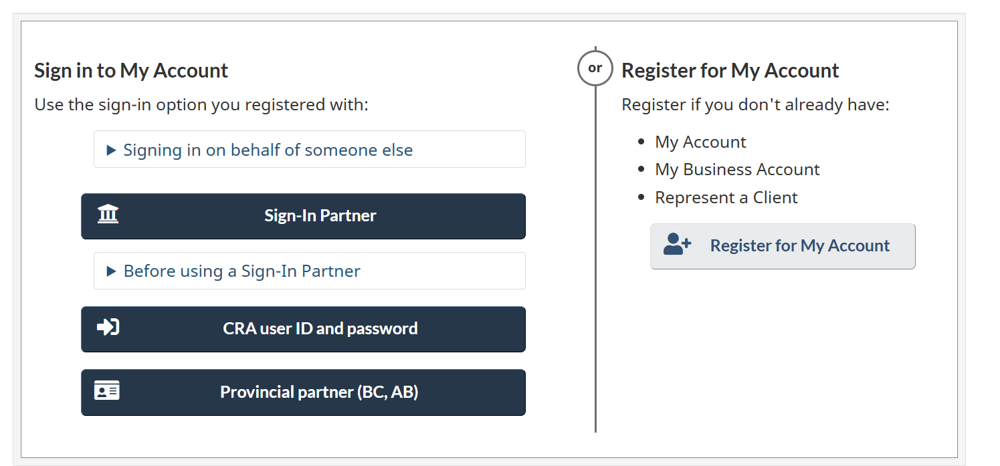 Sign in to My Account
Use the sign-in option you registered with:
Signing in on behalf of someone else
Sign-In Partner
Before using a Sign-In Partner
CRA user ID and password
Provincial partner (BC, AB)
or
Register for My Account
Register if you don't already have:
My Account
My Business Account
Represent a Client
Register for My Account